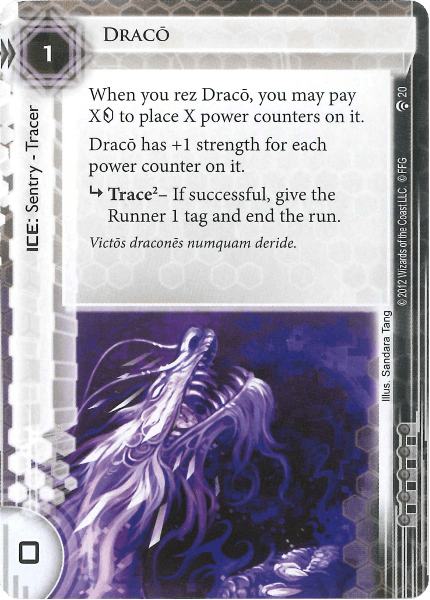 1
DRACŌ
When you rez Dracō, you may pay
X to place X power counters on it.
Dracō has +1 strength for each
power counter on it.
Trace²– If successful, give the
Runner 1 tag and end the run.
Victōs dracōnēs numquam deride.
ICE: Sentry - Tracer
20
© 2012 Wizards of the Coast LLC. © FFG
Illus. Sandara Tang
0